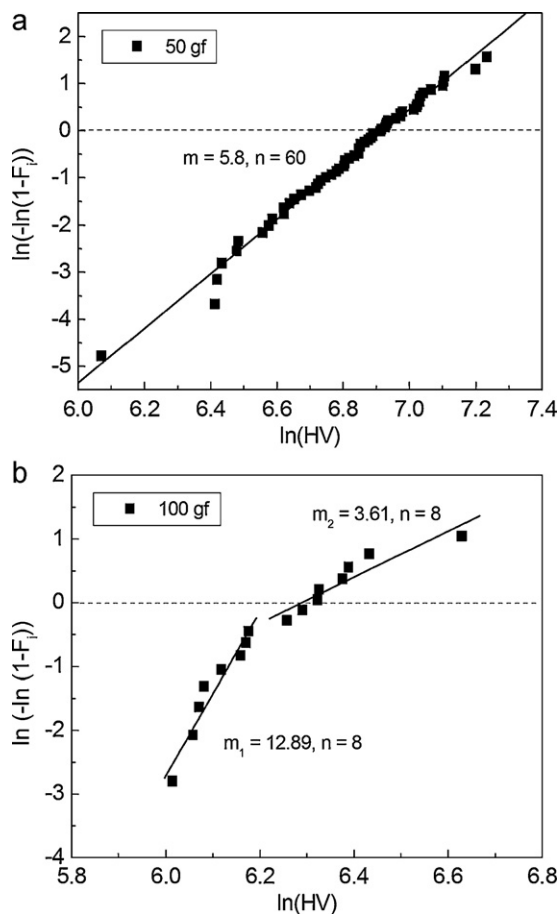 a
50 gf
m = 5.8, n = 60
ln(-ln(1-Fᵢ))
2
1
0
-1
-2
-3
-4
-5
6.0 6.2 6.4 6.6 6.8 7.0 7.2 7.4
ln(HV)
b
100 gf
m₂ = 3.61, n = 8
m₁ = 12.89, n = 8
ln (-ln (1-Fᵢ))
2
1
0
-1
-2
-3
-4
5.8 6.0 6.2 6.4 6.6 6.8
ln(HV)